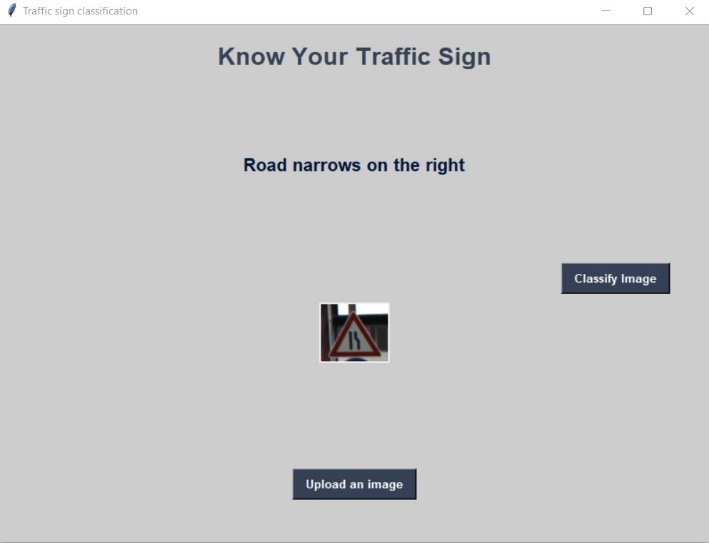 Traffic sign classification
Know Your Traffic Sign
Road narrows on the right
Classify Image
Upload an image